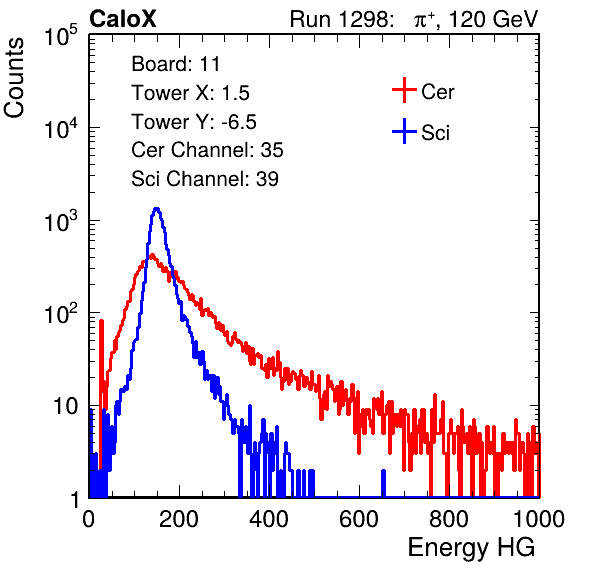 CaloX Run 1298: π⁺, 120 GeV
Counts
10⁵
10⁴
10³
10²
10
1
Board: 11
Tower X: 1.5
Tower Y: -6.5
Cer Channel: 35
Sci Channel: 39
Cer
Sci
0 200 400 600 800 1000
Energy HG